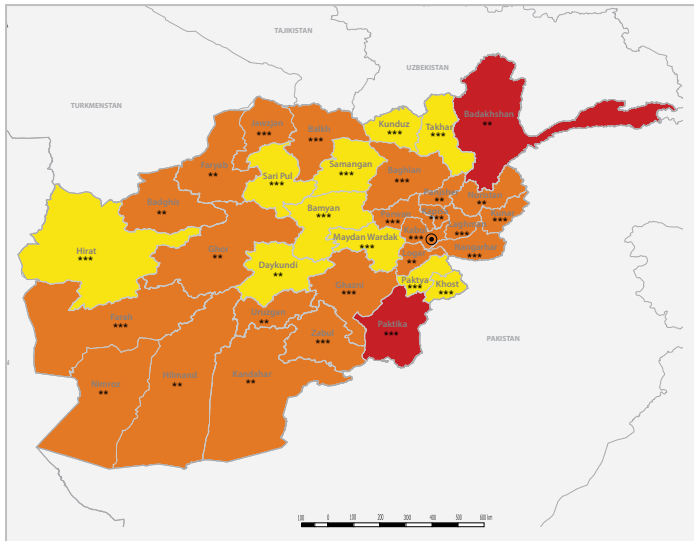 TAJIKISTAN
UZBEKISTAN
TURKMENSTAN
Badakhshan
**
Jawzjan
***
Balkh
***
Kunduz
***
Takhar
***
Faryab
**
Sari Pul
***
Samangan
***
Baghlan
***
Badghis
**
Bamyan
***
**
**
***
***
***
***
***
Hirat
***
Ghor
**
Maydan Wardak
***
Kabul
***
Nangarhar
***
Daykundi
**
**
Paktya
***
Khost
***
Ghazni
***
Farah
***
Uruzgan
**
Zabul
***
Paktika
***
PAKISTAN
Nimroz
**
Hilmand
**
Kandahar
**
100 0 100 200 300 400 500 600 km